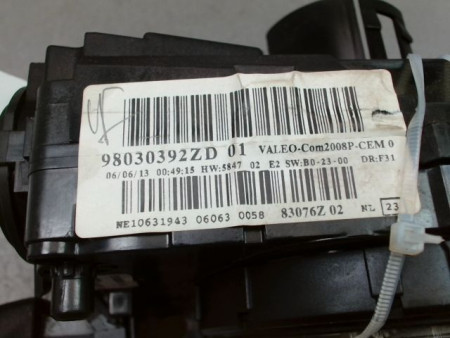 98030392ZD 01 VALEO-Com2008P-CEM 0
06/06/13 00:49:15 HW:5847 02 E2 SW:B0-23-00 DR:F31
NE10631943 06063 0058 83076Z 02 NL 23